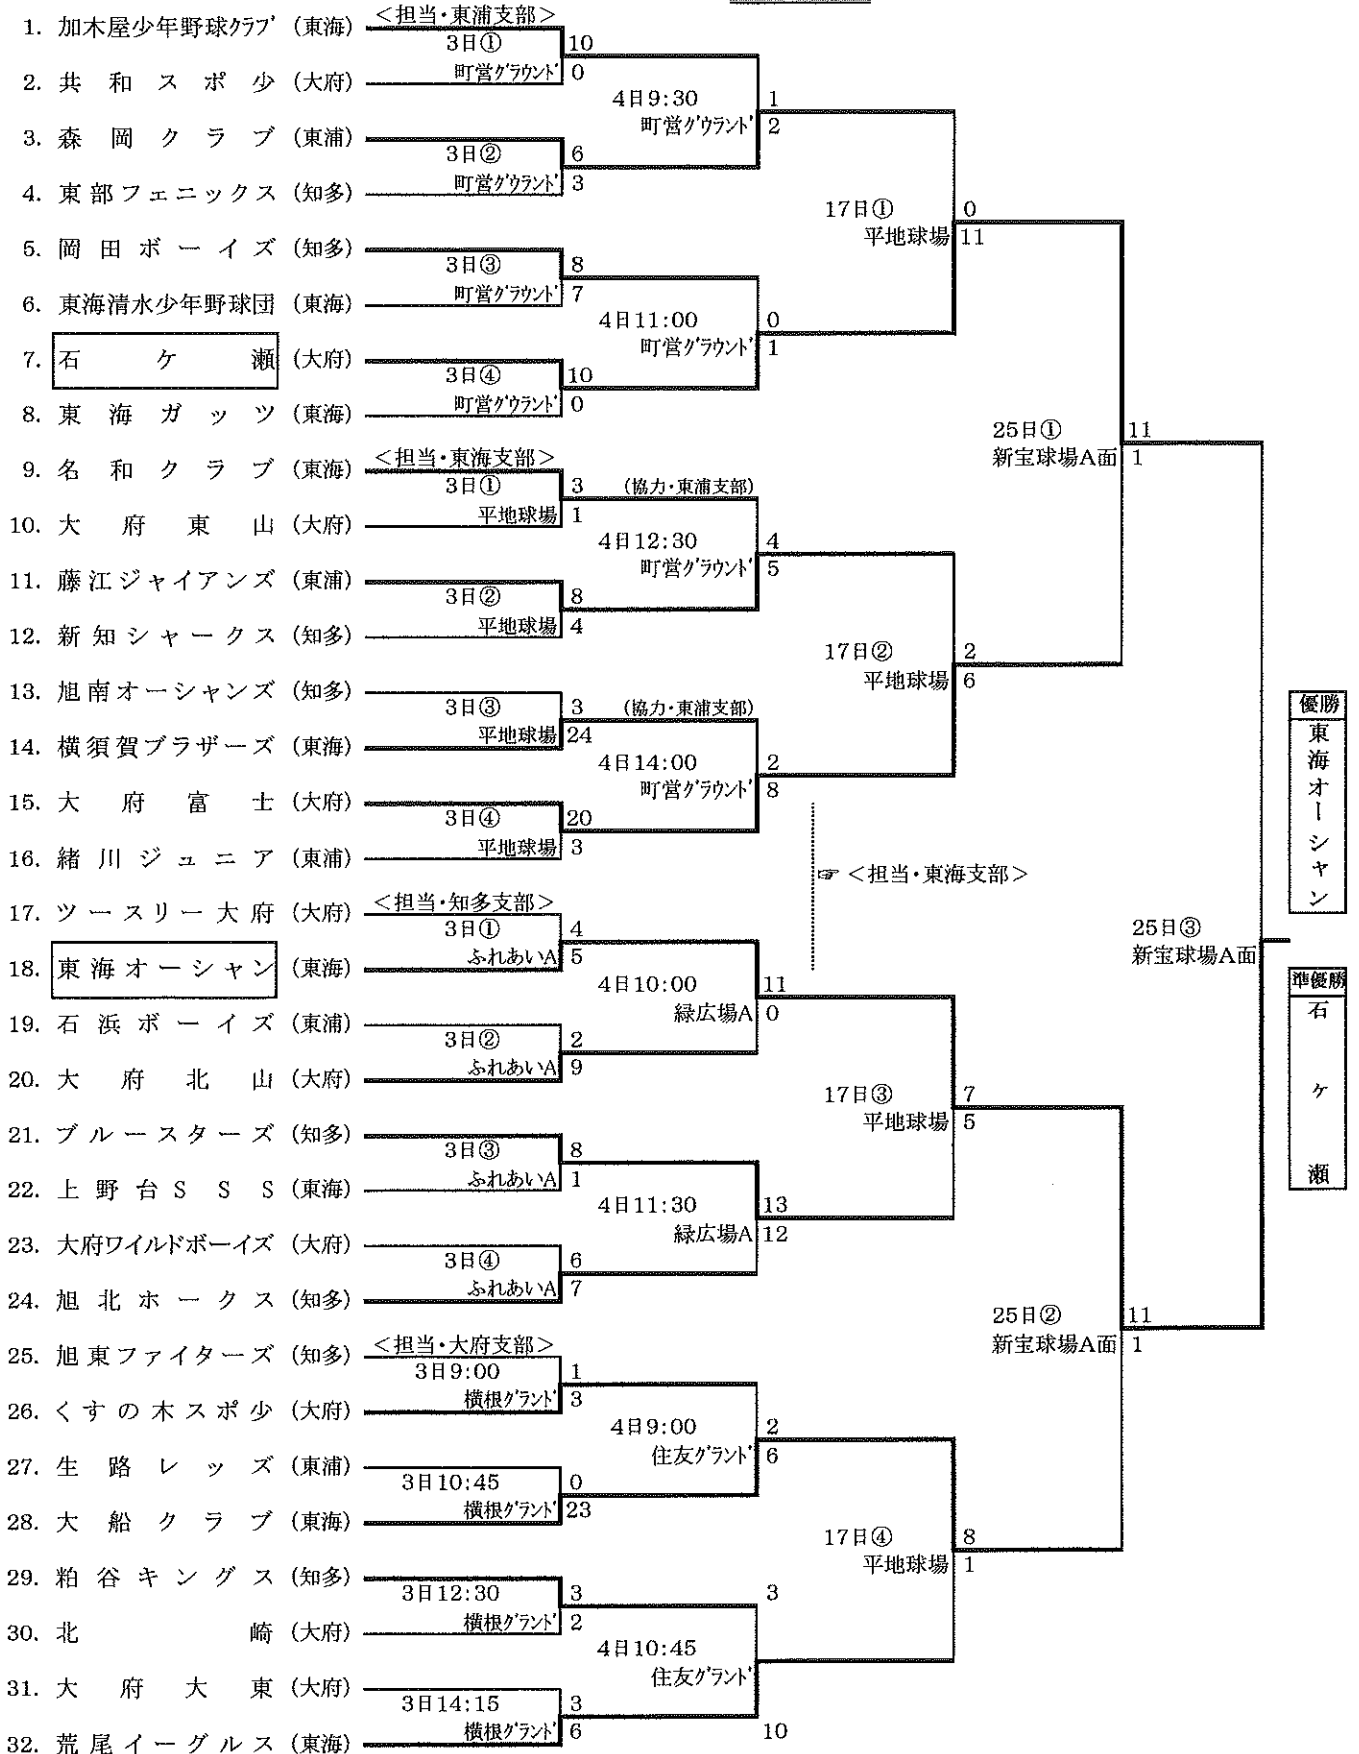 <担当・東浦支部>
1. 加木屋少年野球クラブ (東海)
3日① 10
町営グラウンド 0
2. 共和スポ少 (大府)
4日9:30 1
町営グウランド 2
3. 森岡クラブ (東浦)
3日② 6
町営グウランド 3
4. 東部フェニックス (知多)
17日① 0
平地球場 11
5. 岡田ボーイズ (知多)
3日③ 8
町営グラウンド 7
6. 東海清水少年野球団 (東海)
4日11:00 0
町営グラウンド 1
7. 石ケ瀬 (大府)
3日④ 10
町営グウランド 0
8. 東海ガッツ (東海)
25日① 11
新宝球場A面 1
<担当・東海支部>
9. 名和クラブ (東海)
3日① 3 (協力・東浦支部)
平地球場 1
10. 大府東山 (大府)
4日12:30 4
町営グラウンド 5
11. 藤江ジャイアンズ (東浦)
3日② 8
平地球場 4
12. 新知シャークス (知多)
17日② 2
平地球場 6
13. 旭南オーシャンズ (知多)
3日③ 3 (協力・東浦支部)
平地球場 24
14. 横須賀ブラザーズ (東海)
4日14:00 2
町営グラウンド 8
15. 大府富士 (大府)
3日④ 20
平地球場 3
16. 緒川ジュニア (東浦)
☞ <担当・東海支部>
優勝
東海オーシャン
25日③
新宝球場A面
準優勝
石ケ瀬
<担当・知多支部>
17. ツースリー大府 (大府)
3日① 4
ふれあいA 5
18. 東海オーシャン (東海)
4日10:00 11
緑広場A 0
19. 石浜ボーイズ (東浦)
3日② 2
ふれあいA 9
20. 大府北山 (大府)
17日③ 7
平地球場 5
21. ブルースターズ (知多)
3日③ 8
ふれあいA 1
22. 上野台SSS (東海)
4日11:30 13
緑広場A 12
23. 大府ワイルドボーイズ (大府)
3日④ 6
ふれあいA 7
24. 旭北ホークス (知多)
25日② 11
新宝球場A面 1
<担当・大府支部>
25. 旭東ファイターズ (知多)
3日9:00 1
横根グランド 3
26. くすの木スポ少 (大府)
4日9:00 2
住友グランド 6
27. 生路レッズ (東浦)
3日10:45 0
横根グランド 23
28. 大船クラブ (東海)
17日④ 8
平地球場 1
29. 粕谷キングス (知多)
3日12:30 3 3
横根グランド 2
30. 北崎 (大府)
4日10:45
住友グランド
31. 大府大東 (大府)
3日14:15 3
横根グランド 6 10
32. 荒尾イーグルス (東海)